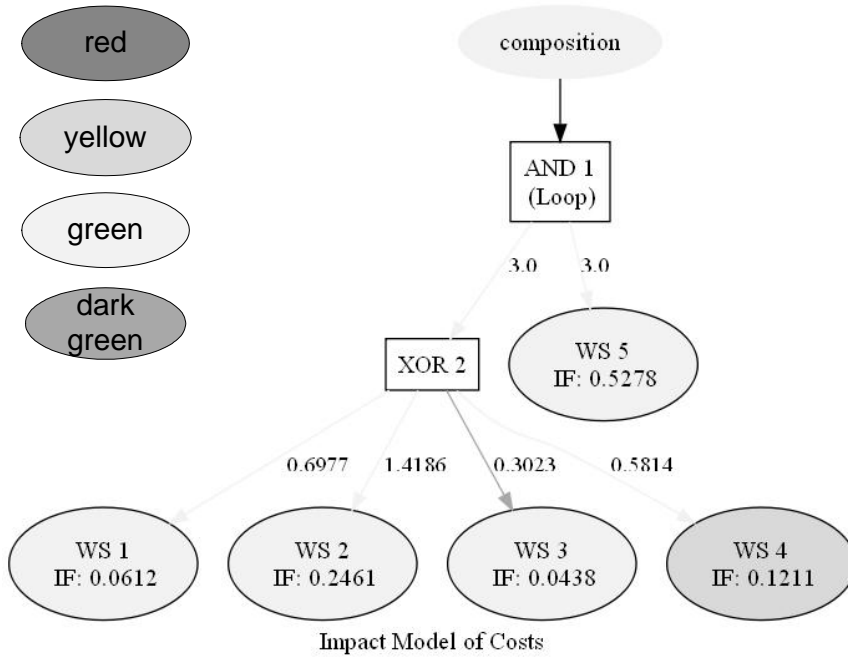 red
composition
yellow
AND 1
(Loop)
green
3.0 3.0
dark
green
XOR 2
WS 5
IF: 0.5278
0.6977 1.4186 0.3023 0.5814
WS 1
IF: 0.0612
WS 2
IF: 0.2461
WS 3
IF: 0.0438
WS 4
IF: 0.1211
Impact Model of Costs